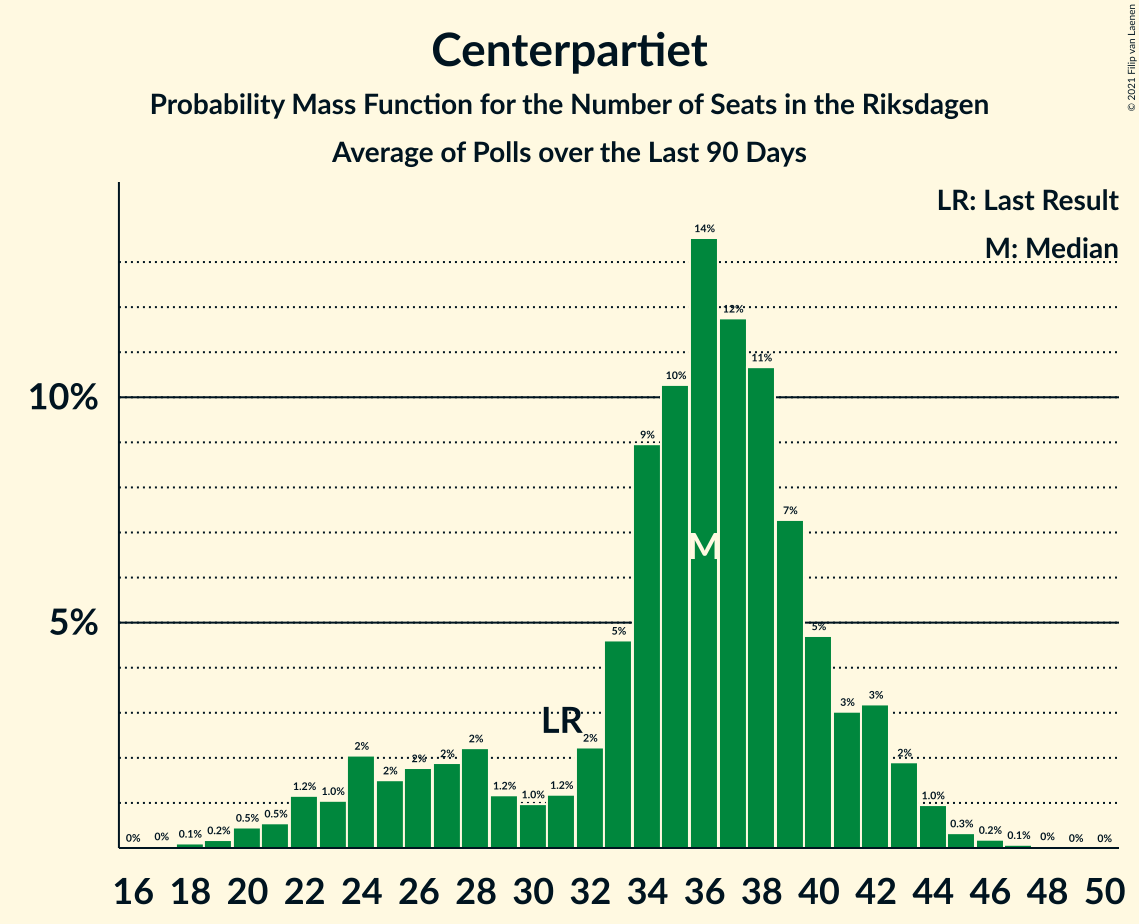 Centerpartiet
Probability Mass Function for the Number of Seats in the Riksdagen
Average of Polls over the Last 90 Days
© 2021 Filip van Laenen
LR: Last Result
M: Median
10%
5%
0% 0% 0.1% 0.2% 0.5% 0.5% 1.2% 1.0% 2% 2% 2% 2% 2% 1.2% 1.0% 1.2% 2% 5% 9% 10% 14% 12% 11% 7% 5% 3% 3% 2% 1.0% 0.3% 0.2% 0.1% 0% 0% 0%
LR
M
16 18 20 22 24 26 28 30 32 34 36 38 40 42 44 46 48 50